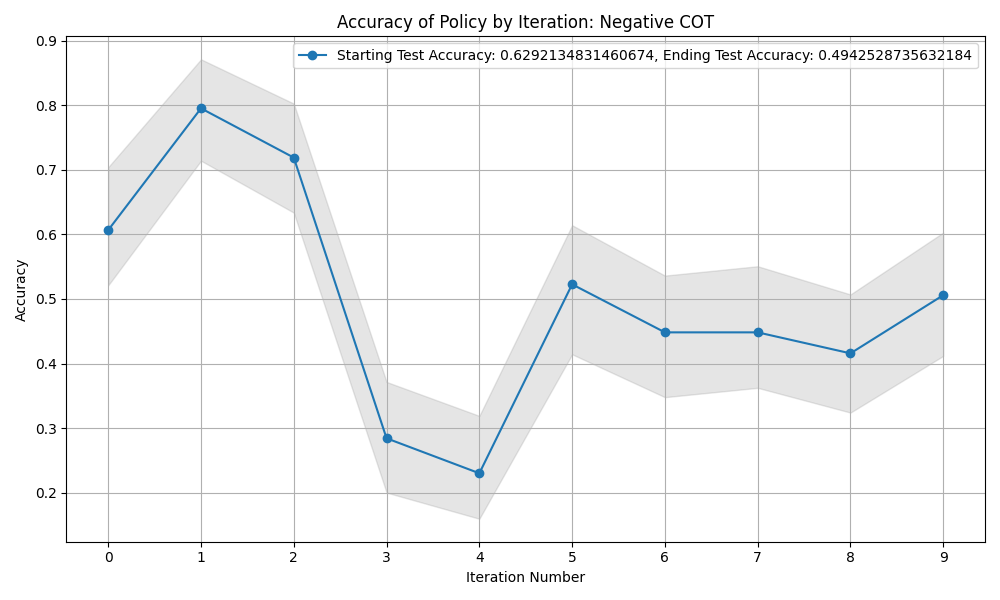 Accuracy of Policy by Iteration: Negative COT
Starting Test Accuracy: 0.6292134831460674, Ending Test Accuracy: 0.4942528735632184
Accuracy
0.9
0.8
0.7
0.6
0.5
0.4
0.3
0.2
0 1 2 3 4 5 6 7 8 9
Iteration Number